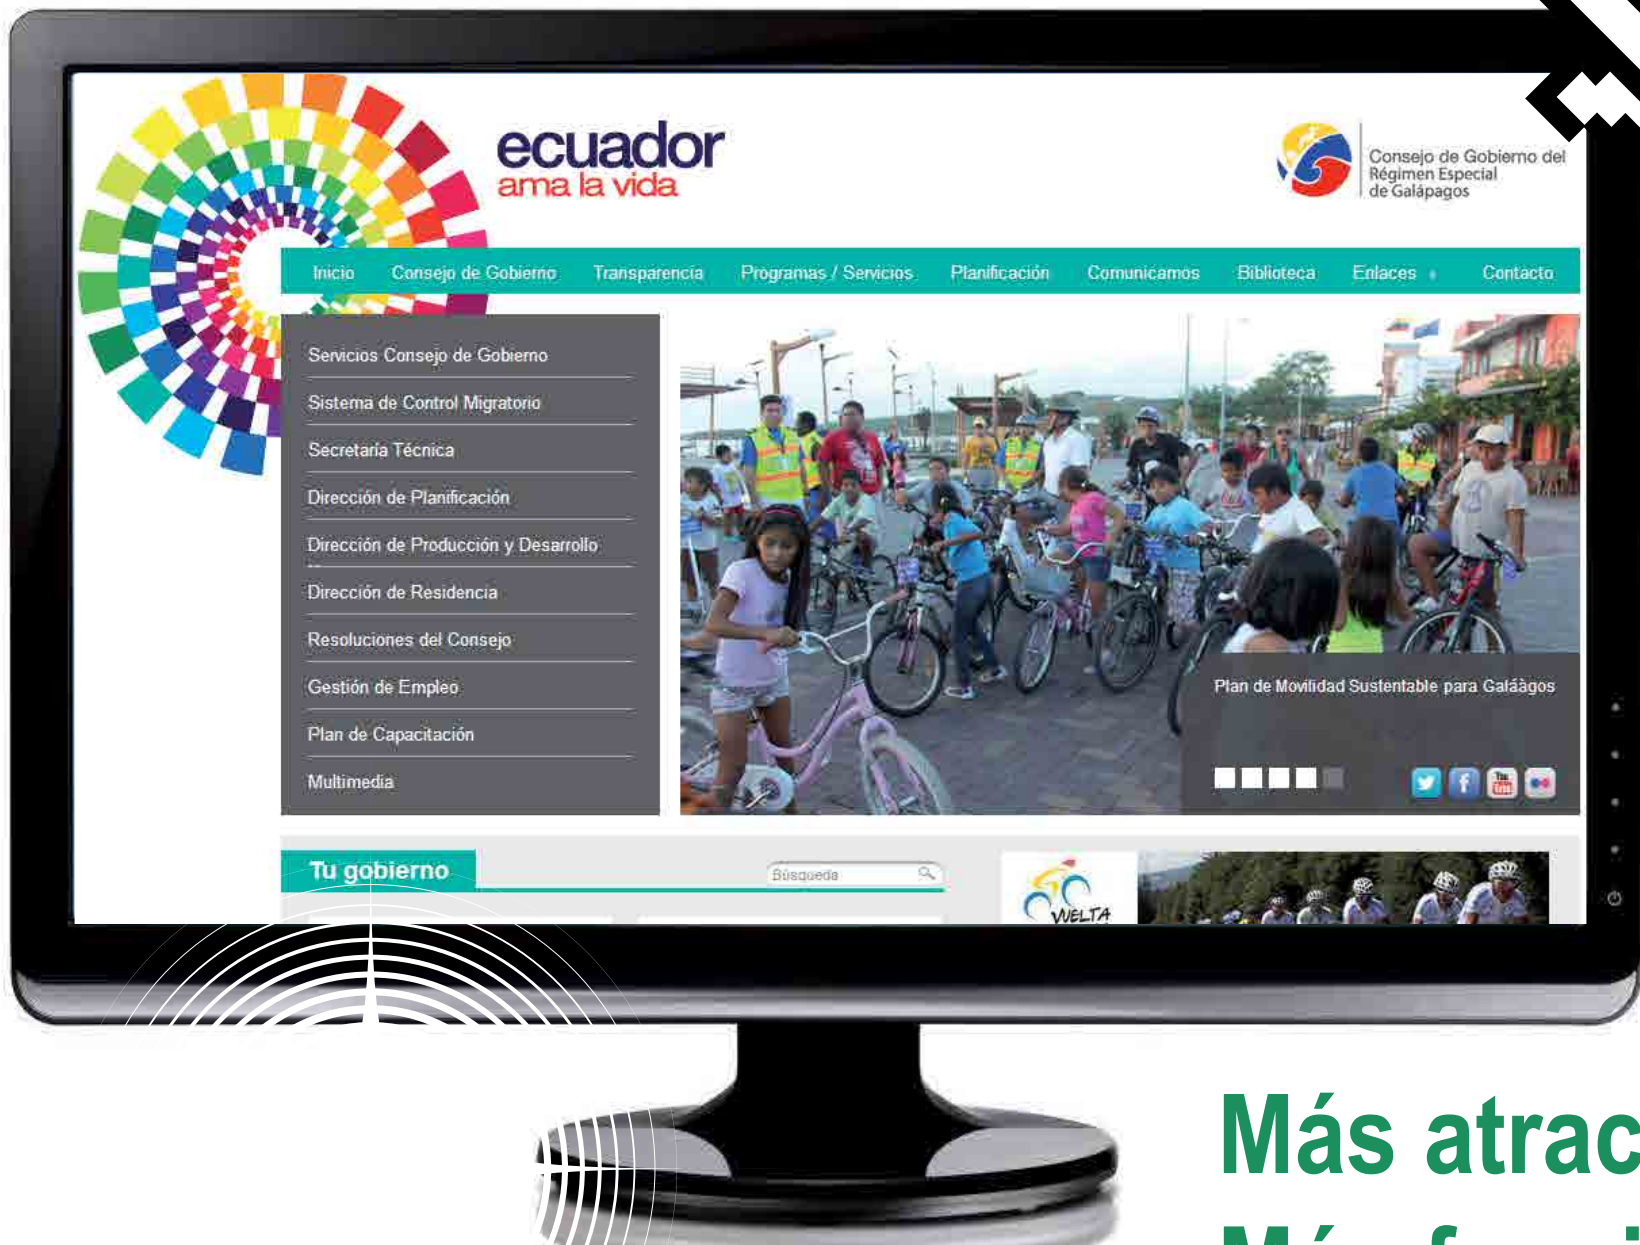 ecuador
ama la vida
Consejo de Gobierno del
Régimen Especial
de Galápagos
Inicio Consejo de Gobierno Transparencia Programas / Servicios Planificación Comunicamos Biblioteca Enlaces Contacto
Servicios Consejo de Gobierno
Sistema de Control Migratorio
Secretaría Técnica
Dirección de Planificación
Dirección de Producción y Desarrollo
Dirección de Residencia
Resoluciones del Consejo
Gestión de Empleo
Plan de Capacitación
Multimedia
Plan de Movilidad Sustentable para Galáàgos
You
Tube
Tu gobierno
Búsqueda
VUELTA
Más atrac